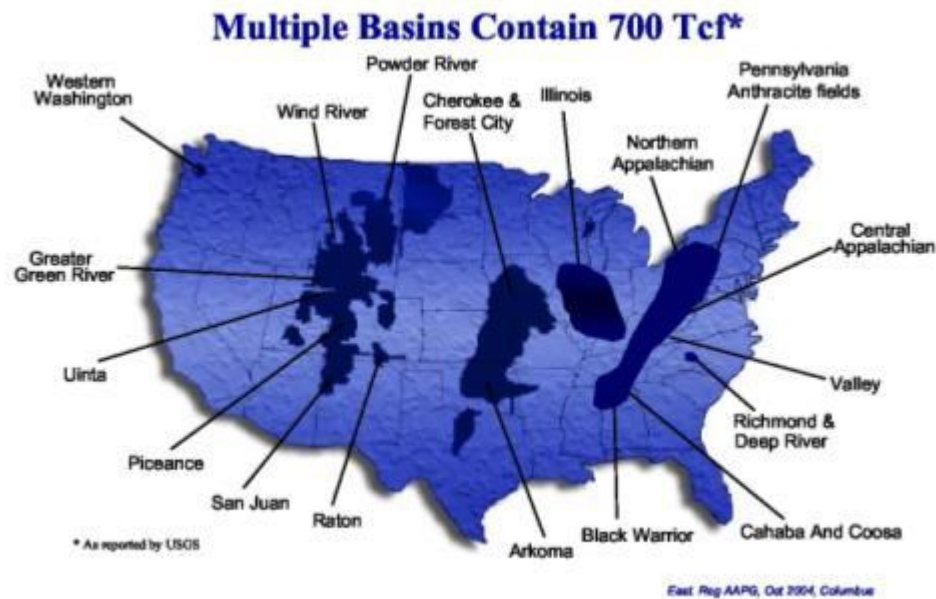 Multiple Basins Contain 700 Tcf*
Powder River
Western
Washington
Wind River
Cherokee &
Forest City
Illinois
Pennsylvania
Anthracite fields
Northern
Appalachian
Central
Appalachian
Greater
Green River
Uinta
Valley
Piceance
Richmond &
Deep River
San Juan
Raton
Arkoma
Black Warrior
Cahaba And Coosa
* As reported by USGS
East Reg AAPG, Oct 2004, Columbus